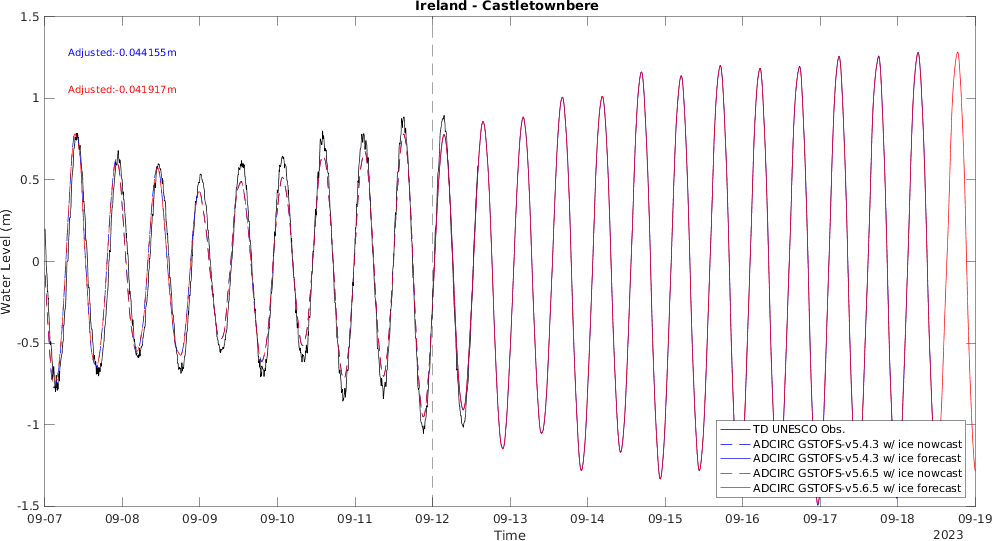 Ireland - Castletownbere
1.5
Adjusted:-0.044155m
1
Adjusted:-0.041917m
0.5
Water Level (m)
0
-0.5
-1
TD UNESCO Obs.
ADCIRC GSTOFS-v5.4.3 w/ ice nowcast
ADCIRC GSTOFS-v5.4.3 w/ ice forecast
ADCIRC GSTOFS-v5.6.5 w/ ice nowcast
ADCIRC GSTOFS-v5.6.5 w/ ice forecast
-1.5
09-07 09-08 09-09 09-10 09-11 09-12 09-13 09-14 09-15 09-16 09-17 09-18 09-19
Time
2023